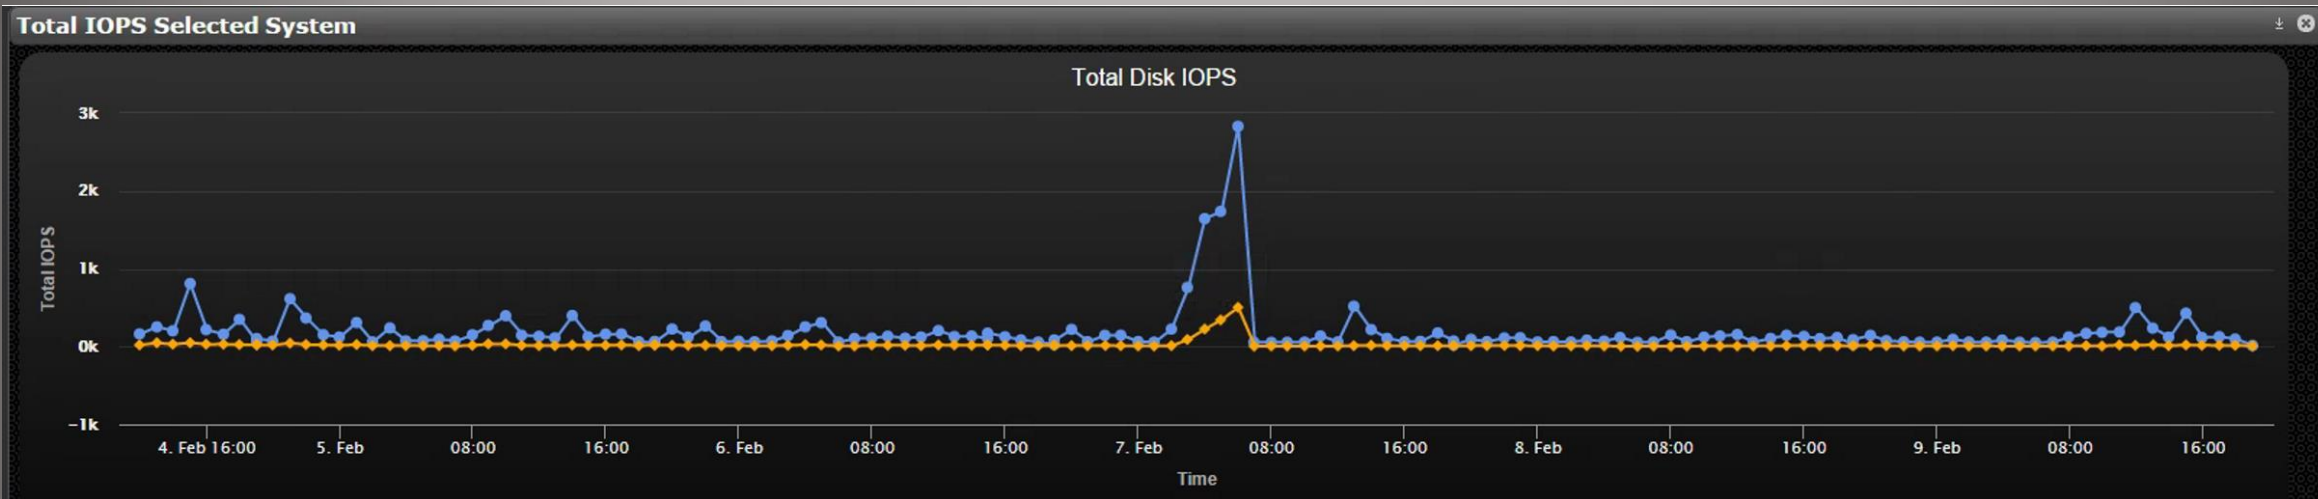 Total IOPS Selected System
Total Disk IOPS
3k
2k
1k
0k
−1k
Total IOPS
4. Feb 16:00 5. Feb 08:00 16:00 6. Feb 08:00 16:00 7. Feb 08:00 16:00 8. Feb 08:00 16:00 9. Feb 08:00 16:00
Time